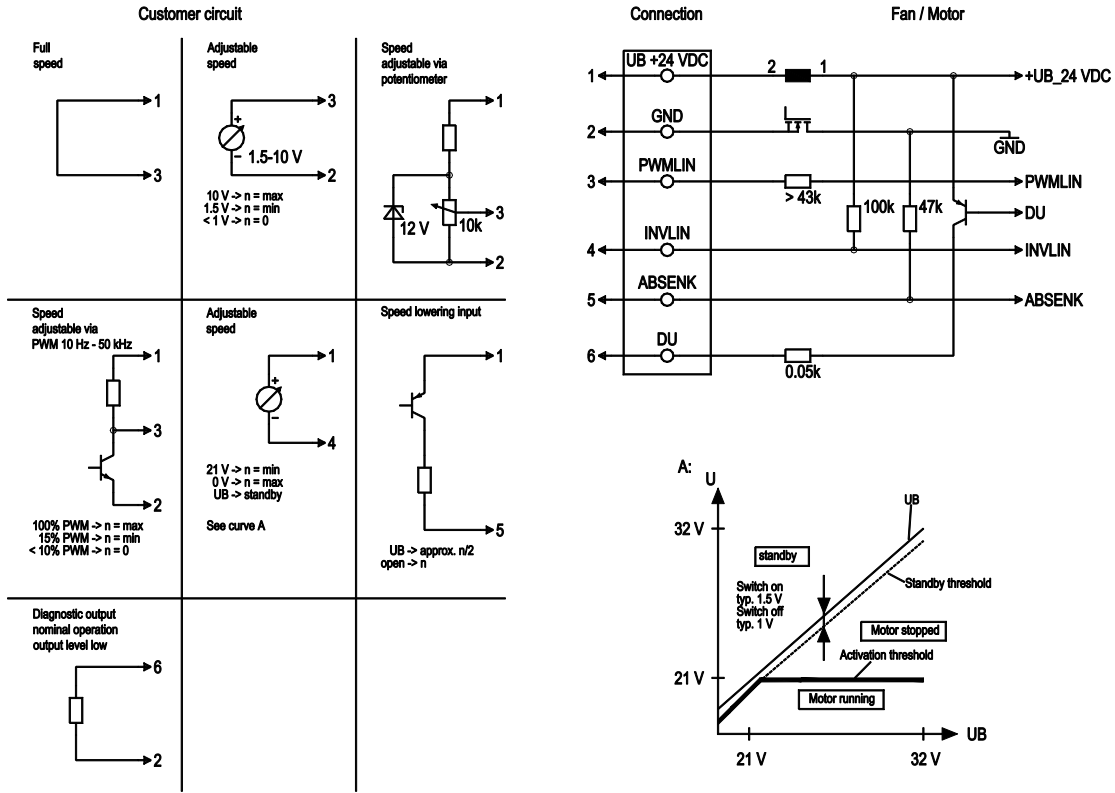 Customer circuit
Full
speed
1
3
Adjustable
speed
3
+
−
1.5-10 V
2
10 V -> n = max
1.5 V -> n = min
< 1 V -> n = 0
Speed
adjustable via
potentiometer
1
12 V
10k
3
2
Speed
adjustable via
PWM 10 Hz - 50 kHz
1
3
2
100% PWM -> n = max
15% PWM -> n = min
< 10% PWM -> n = 0
Adjustable
speed
1
+
−
4
21 V -> n = min
0 V -> n = max
UB -> standby
See curve A
Speed lowering input
1
5
UB -> approx. n/2
open -> n
Diagnostic output
nominal operation
output level low
6
2
Connection
Fan / Motor
1
UB +24 VDC
2
1
+UB_24 VDC
2
GND
GND
3
PWMLIN
> 43k
PWMLIN
100k
47k
DU
4
INVLIN
INVLIN
5
ABSENK
ABSENK
6
DU
0.05k
A:
U
UB
32 V
standby
Switch on
typ. 1.5 V
Switch off
typ. 1 V
Standby threshold
Motor stopped
Activation threshold
21 V
Motor running
UB
21 V
32 V